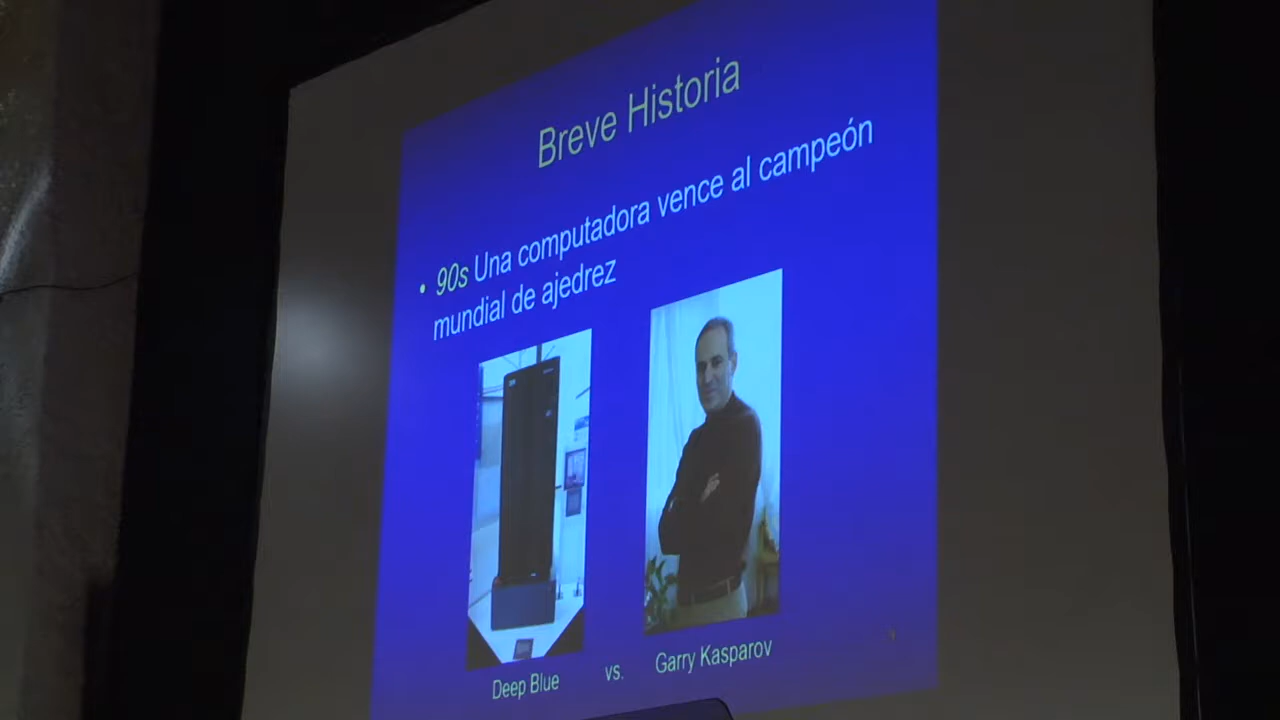 Breve Historia
• 90s Una computadora vence al campeón
mundial de ajedrez
Deep Blue vs. Garry Kasparov